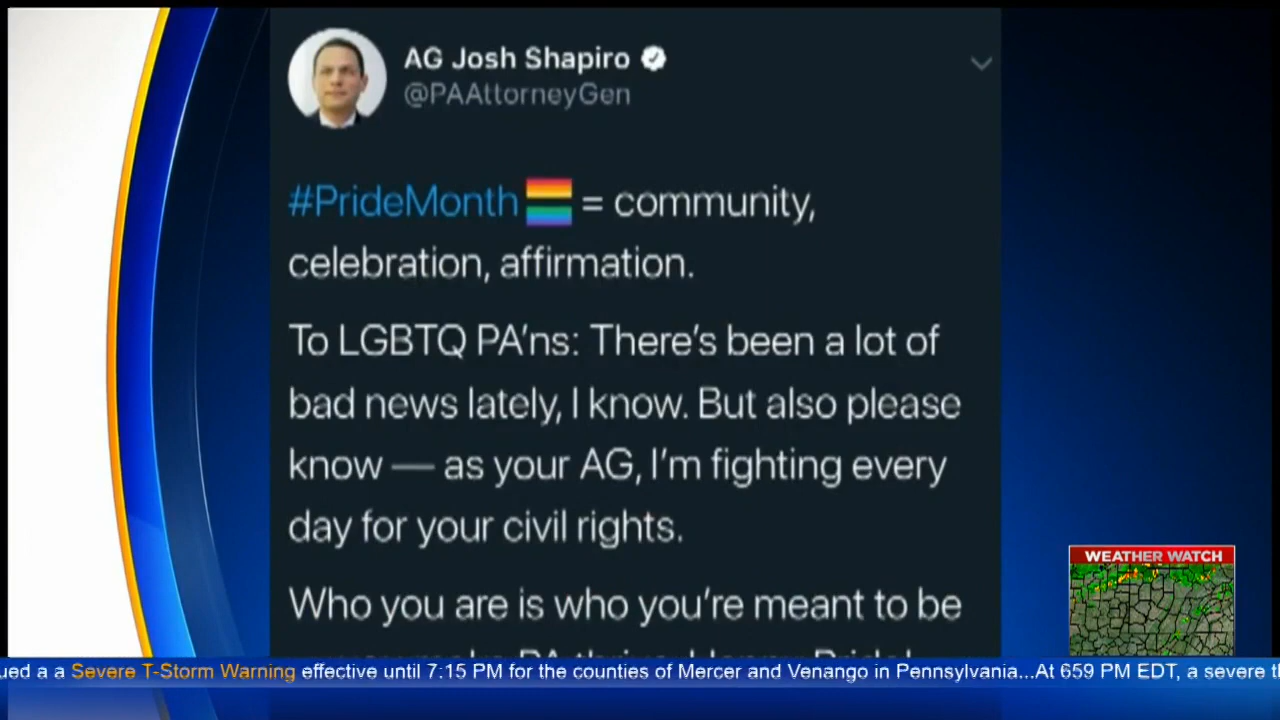 AG Josh Shapiro
@PAAttorneyGen
#PrideMonth 🏳️‍🌈 = community,
celebration, affirmation.
To LGBTQ PA'ns: There's been a lot of
bad news lately, I know. But also please
know — as your AG, I'm fighting every
day for your civil rights.
Who you are is who you're meant to be
WEATHER WATCH
ued a a Severe T-Storm Warning effective until 7:15 PM for the counties of Mercer and Venango in Pennsylvania...At 659 PM EDT, a severe th